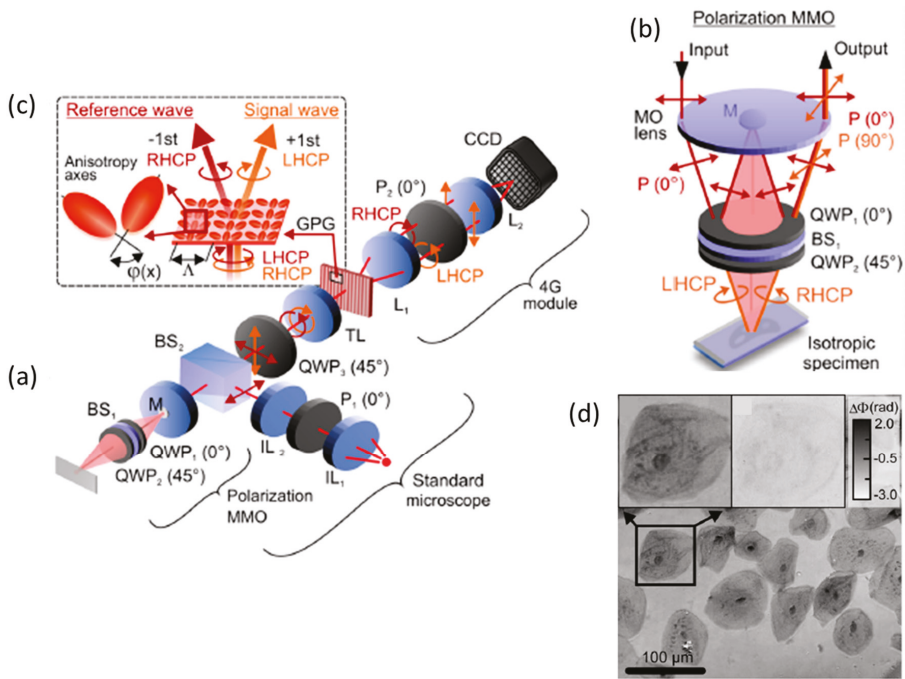 (c)
Reference wave
Signal wave
-1st
RHCP
+1st
LHCP
Anisotropy
axes
GPG
φ(x)
Λ
LHCP
RHCP
CCD
P₂ (0°)
RHCP
L₂
LHCP
L₁
4G
module
TL
BS₂
QWP₃ (45°)
(a)
BS₁
M
P₁ (0°)
QWP₁ (0°)
QWP₂ (45°)
IL₂
IL₁
Polarization
MMO
Standard
microscope
(b)
Polarization MMO
Input
Output
M
MO
lens
P (0°)
P (90°)
P (0°)
QWP₁ (0°)
BS₁
QWP₂ (45°)
LHCP
RHCP
Isotropic
specimen
(d)
ΔΦ(rad)
2.0
-0.5
-3.0
100 µm